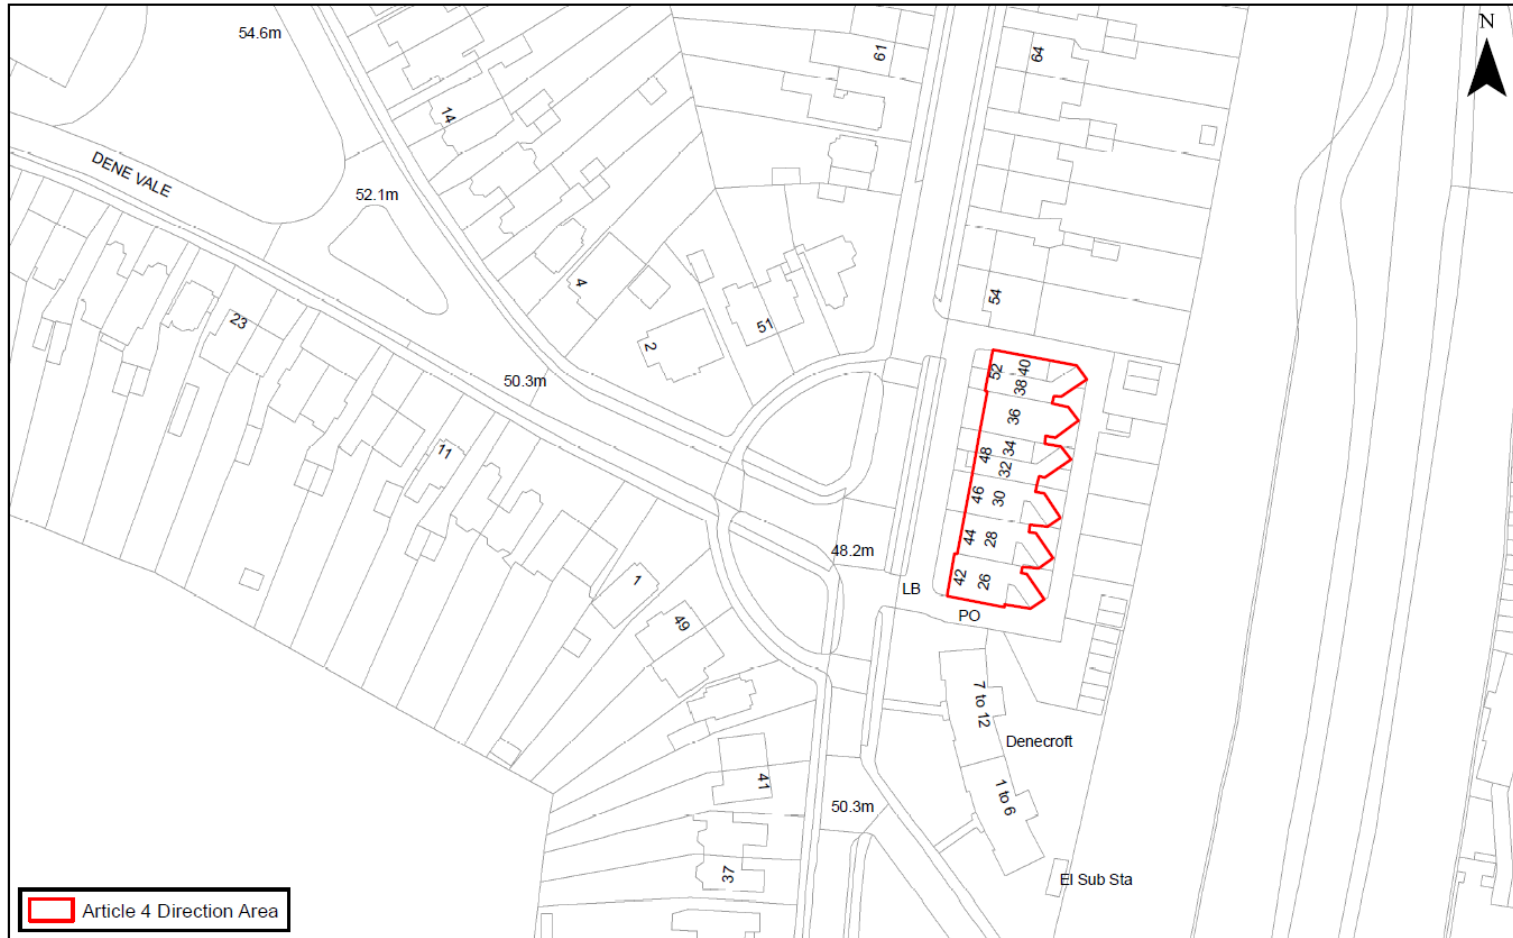 54.6m
61
64
N
14
DENE VALE
52.1m
4
54
23
51
2
50.3m
52
40
38
36
11
48
34
32
46
30
44
28
48.2m
42
26
1
LB
PO
49
7 to 12
Denecroft
41
1 to 6
50.3m
37
El Sub Sta
Article 4 Direction Area